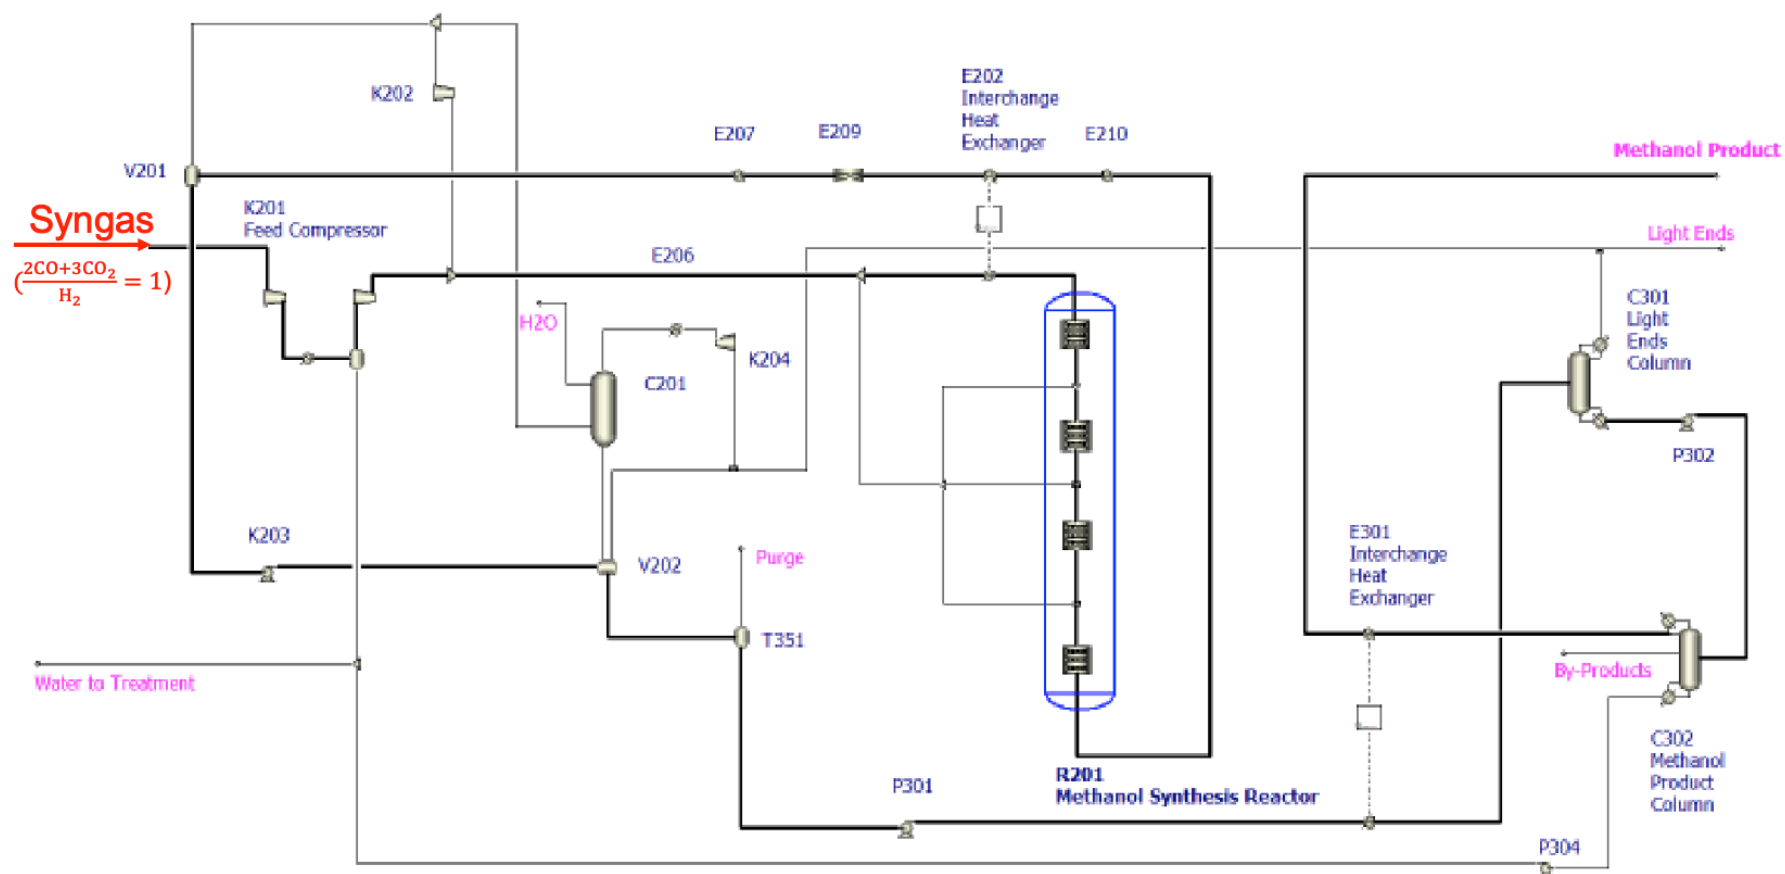 K202
E202
Interchange
Heat
Exchanger
E207
E209
E210
Methanol Product
V201
Syngas
(2CO+3CO₂/H₂ = 1)
K201
Feed Compressor
E206
Light Ends
H2O
K204
C201
C301
Light
Ends
Column
P302
K203
V202
Purge
T351
E301
Interchange
Heat
Exchanger
Water to Treatment
By-Products
R201
Methanol Synthesis Reactor
P301
C302
Methanol
Product
Column
P304